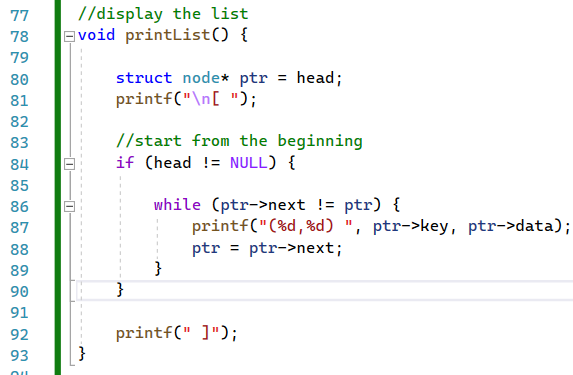 77 //display the list
78 void printList() {
79
80 struct node* ptr = head;
81 printf("\n[ ");
82
83 //start from the beginning
84 if (head != NULL) {
85
86 while (ptr->next != ptr) {
87 printf("(%d,%d) ", ptr->key, ptr->data);
88 ptr = ptr->next;
89 }
90 }
91
92 printf(" ]");
93 }